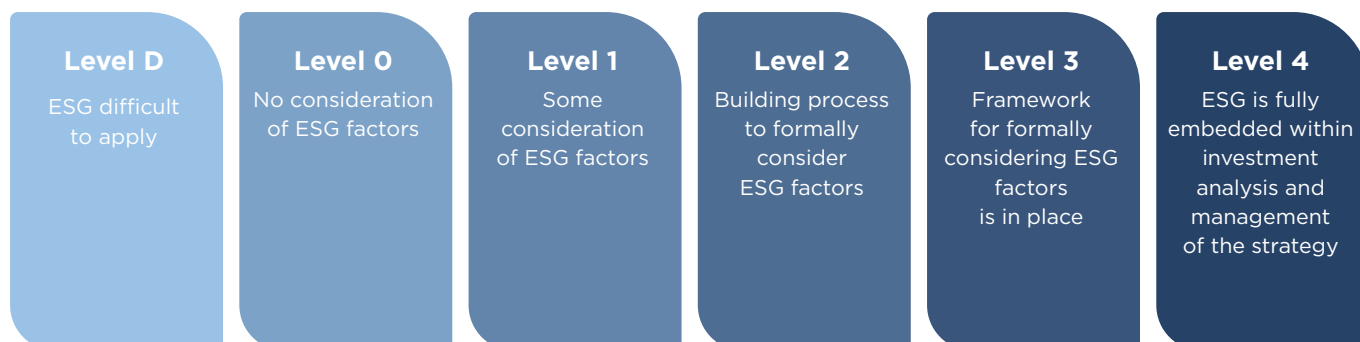 Level D
ESG difficult
to apply
Level 0
No consideration
of ESG factors
Level 1
Some
consideration
of ESG factors
Level 2
Building process
to formally
consider
ESG factors
Level 3
Framework
for formally
considering ESG
factors
is in place
Level 4
ESG is fully
embedded within
investment
analysis and
management
of the strategy